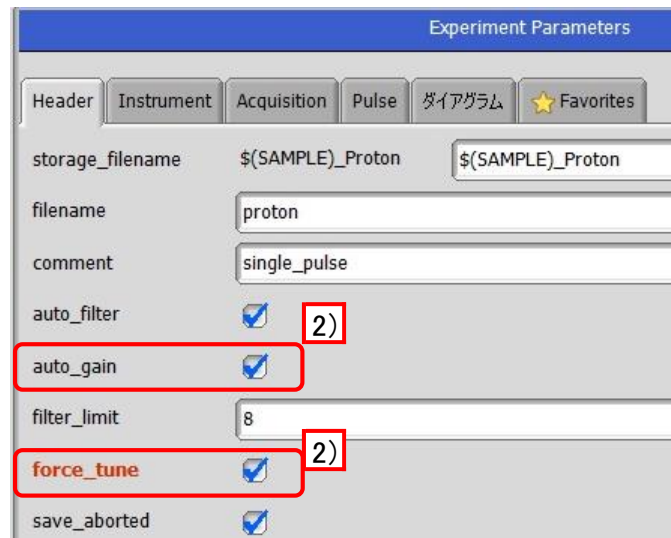 Experiment Parameters
Header Instrument Acquisition Pulse ダイアグラム Favorites
storage_filename $(SAMPLE)_Proton $(SAMPLE)_Proton
filename proton
comment single_pulse
auto_filter 2)
auto_gain
filter_limit 8
force_tune 2)
save_aborted